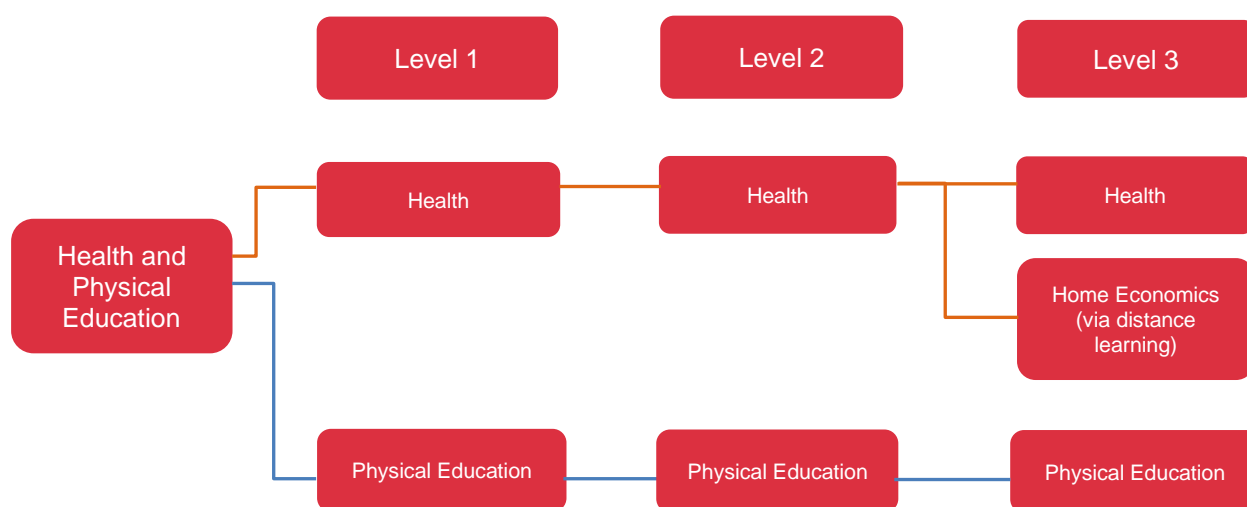 Level 1
Level 2
Level 3
Health
Health
Health
Health and
Physical
Education
Home Economics
(via distance
learning)
Physical Education
Physical Education
Physical Education